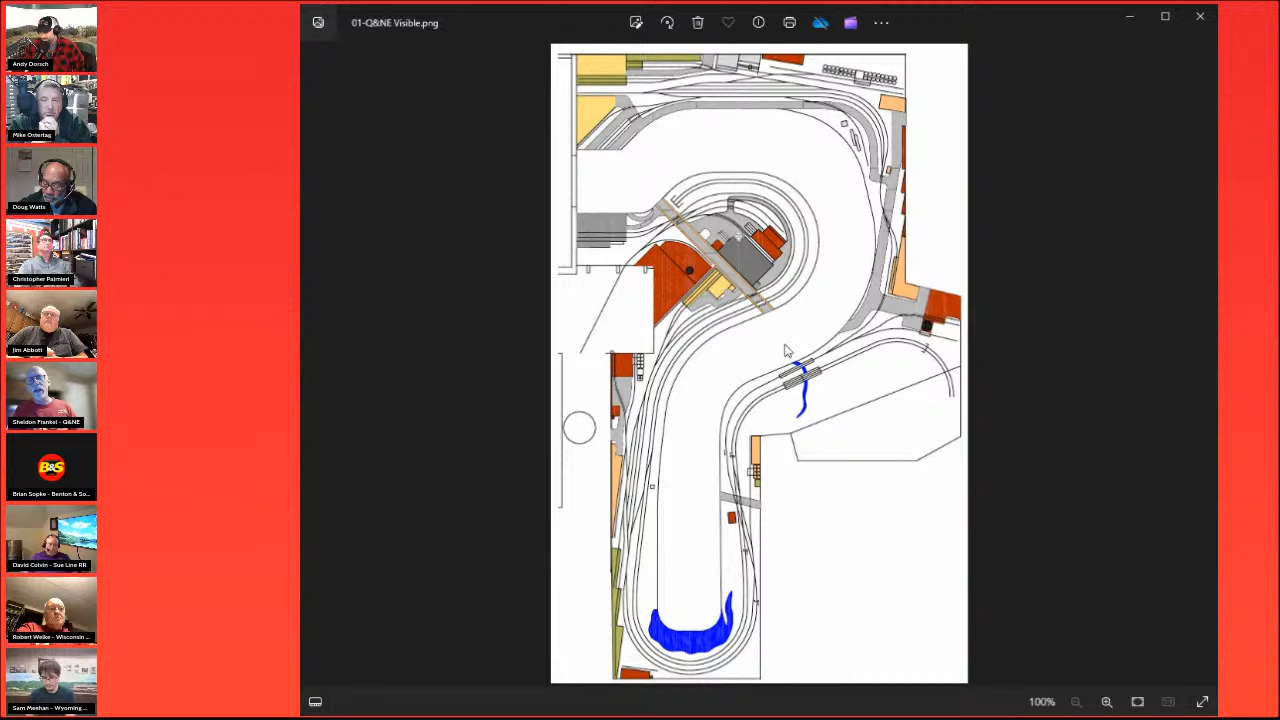 01-Q&NE Visible.png
Andy Dorsch
Mike Ostertag
Doug Watts
Christopher Palmieri
Jim Abbott
Sheldon Frankel - Q&NE
B&S
Brian Sopke - Benton & So...
David Colvin - Sue Line RR
Robert Welke - Wisconsin ...
Sam Meehan - Wyoming ...
100%